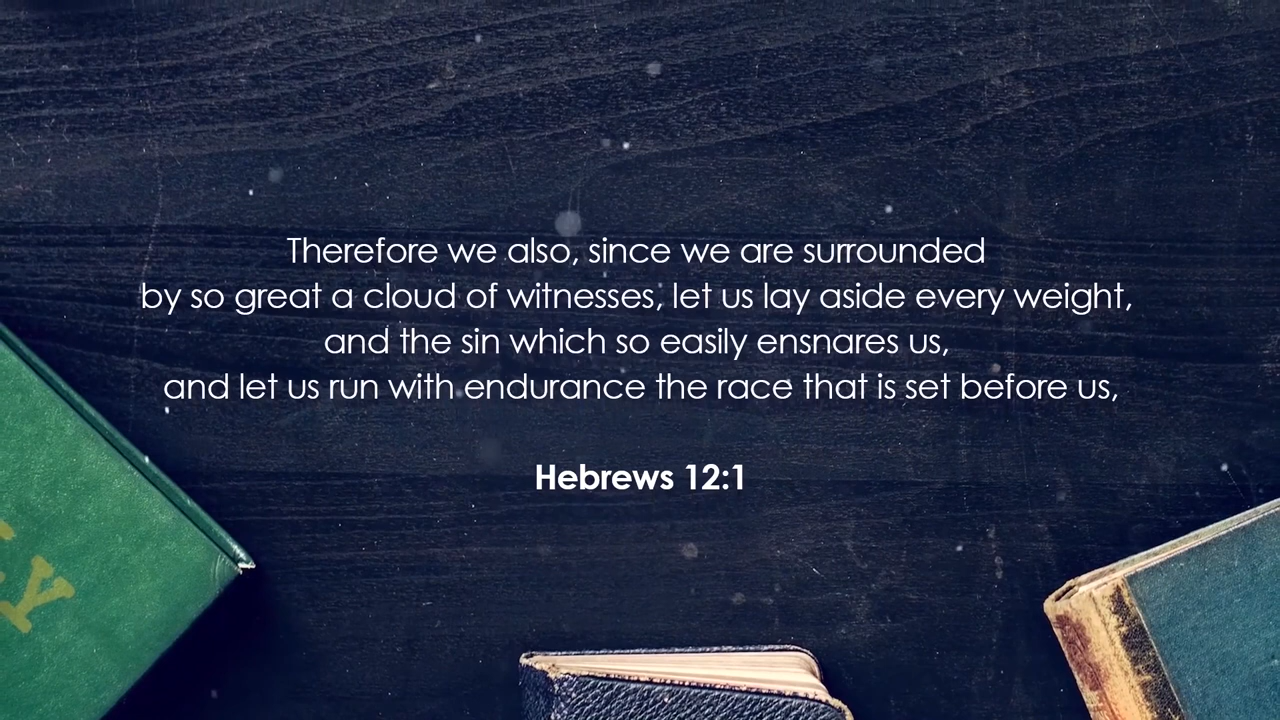 Therefore we also, since we are surrounded
by so great a cloud of witnesses, let us lay aside every weight,
and the sin which so easily ensnares us,
and let us run with endurance the race that is set before us,
Hebrews 12:1
y